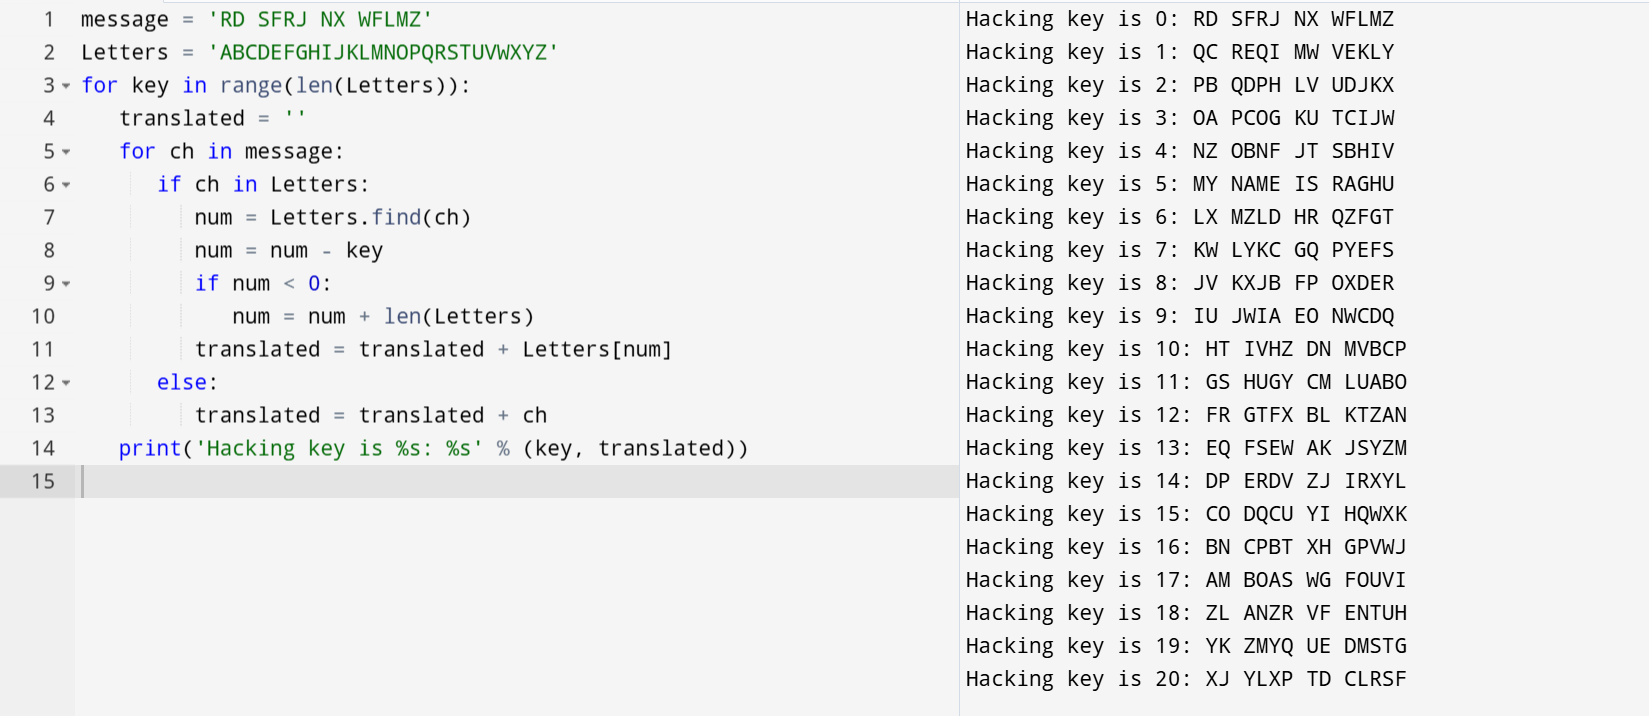 1 message = 'RD SFRJ NX WFLMZ'
2 Letters = 'ABCDEFGHIJKLMNOPQRSTUVWXYZ'
3 for key in range(len(Letters)):
4    translated = ''
5    for ch in message:
6       if ch in Letters:
7          num = Letters.find(ch)
8          num = num - key
9          if num < 0:
10            num = num + len(Letters)
11         translated = translated + Letters[num]
12      else:
13         translated = translated + ch
14   print('Hacking key is %s: %s' % (key, translated))
15
Hacking key is 0: RD SFRJ NX WFLMZ
Hacking key is 1: QC REQI MW VEKLY
Hacking key is 2: PB QDPH LV UDJKX
Hacking key is 3: OA PCOG KU TCIJW
Hacking key is 4: NZ OBNF JT SBHIV
Hacking key is 5: MY NAME IS RAGHU
Hacking key is 6: LX MZLD HR QZFGT
Hacking key is 7: KW LYKC GQ PYEFS
Hacking key is 8: JV KXJB FP OXDER
Hacking key is 9: IU JWIA EO NWCDQ
Hacking key is 10: HT IVHZ DN MVBCP
Hacking key is 11: GS HUGY CM LUABO
Hacking key is 12: FR GTFX BL KTZAN
Hacking key is 13: EQ FSEW AK JSYZM
Hacking key is 14: DP ERDV ZJ IRXYL
Hacking key is 15: CO DQCU YI HQWXK
Hacking key is 16: BN CPBT XH GPVWJ
Hacking key is 17: AM BOAS WG FOUVI
Hacking key is 18: ZL ANZR VF ENTUH
Hacking key is 19: YK ZMYQ UE DMSTG
Hacking key is 20: XJ YLXP TD CLRSF